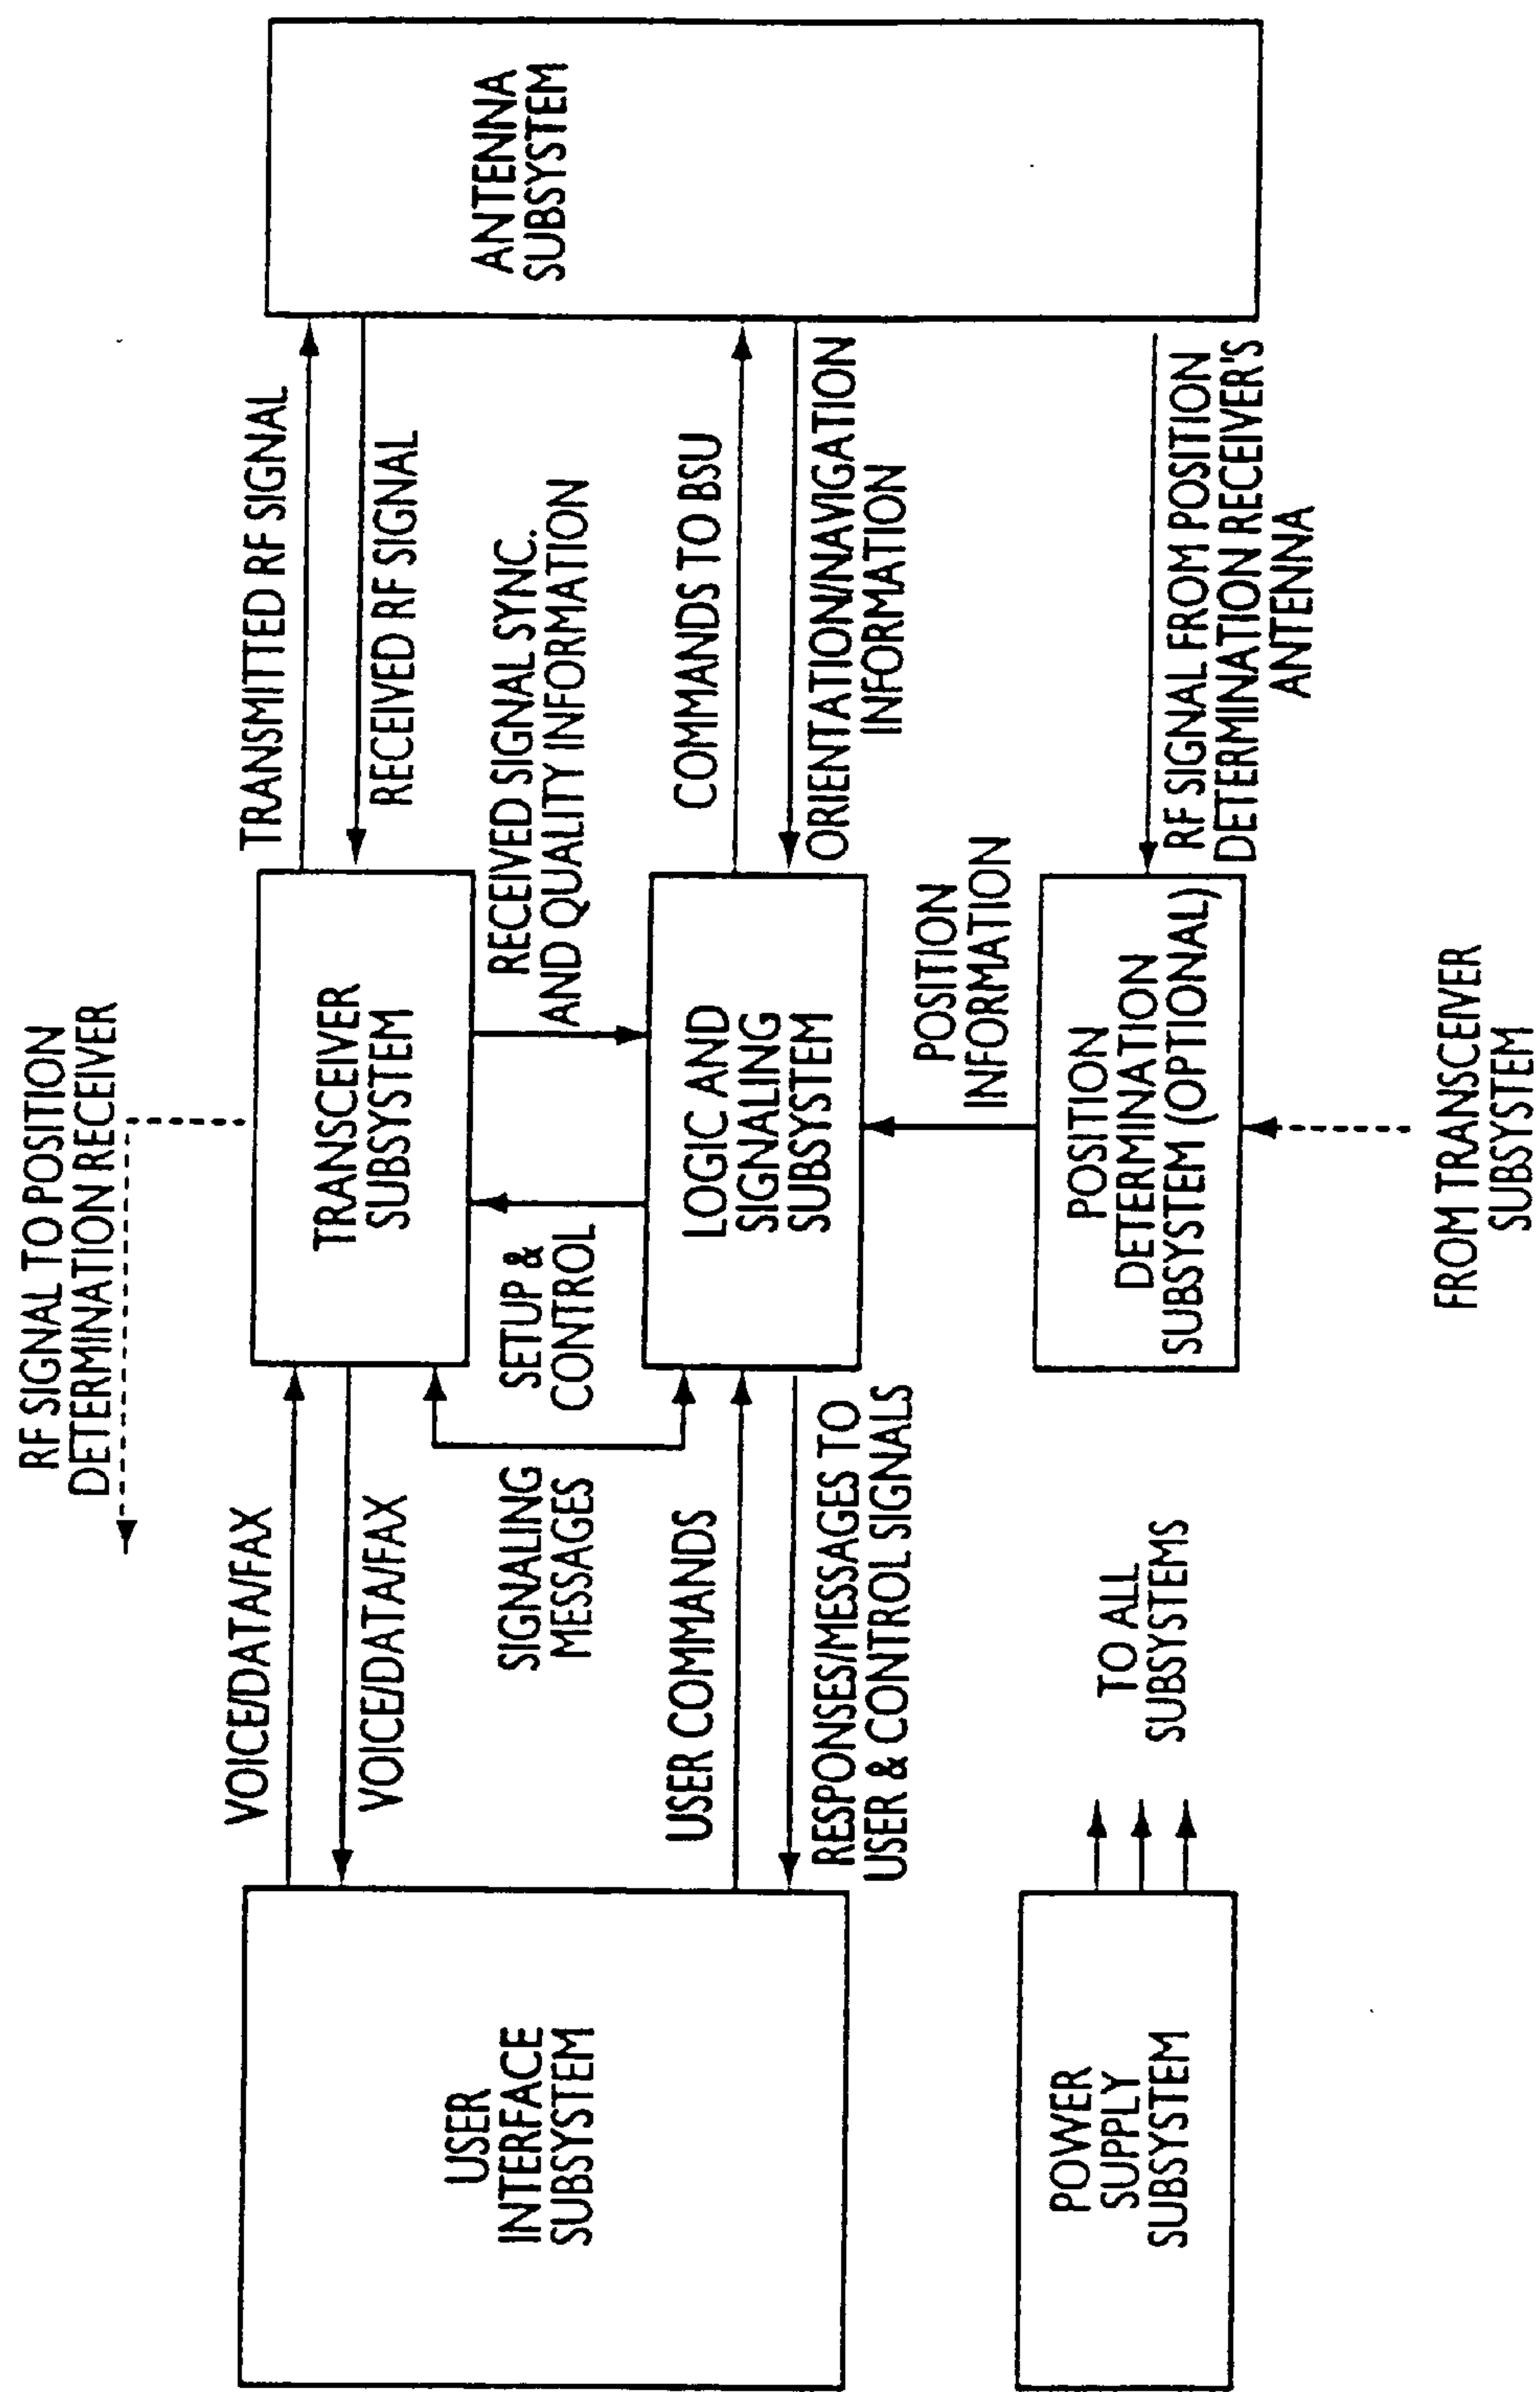 RF SIGNAL TO POSITION
DETERMINATION RECEIVER
VOICE/DATA/FAX
VOICE/DATA/FAX
TRANSMITTED RF SIGNAL
RECEIVED RF SIGNAL
USER
INTERFACE
SUBSYSTEM
TRANSCEIVER
SUBSYSTEM
ANTENNA
SUBSYSTEM
SIGNALING
MESSAGES
SETUP &
CONTROL
RECEIVED SIGNAL SYNC.
AND QUALITY INFORMATION
USER COMMANDS
RESPONSES/MESSAGES TO
USER & CONTROL SIGNALS
LOGIC AND
SIGNALING
SUBSYSTEM
COMMANDS TO BSU
ORIENTATION/NAVIGATION
INFORMATION
POSITION
INFORMATION
POWER
SUPPLY
SUBSYSTEM
TO ALL
SUBSYSTEMS
POSITION
DETERMINATION
SUBSYSTEM (OPTIONAL)
RF SIGNAL FROM POSITION
DETERMINATION RECEIVER'S
ANTENNA
FROM TRANSCEIVER
SUBSYSTEM